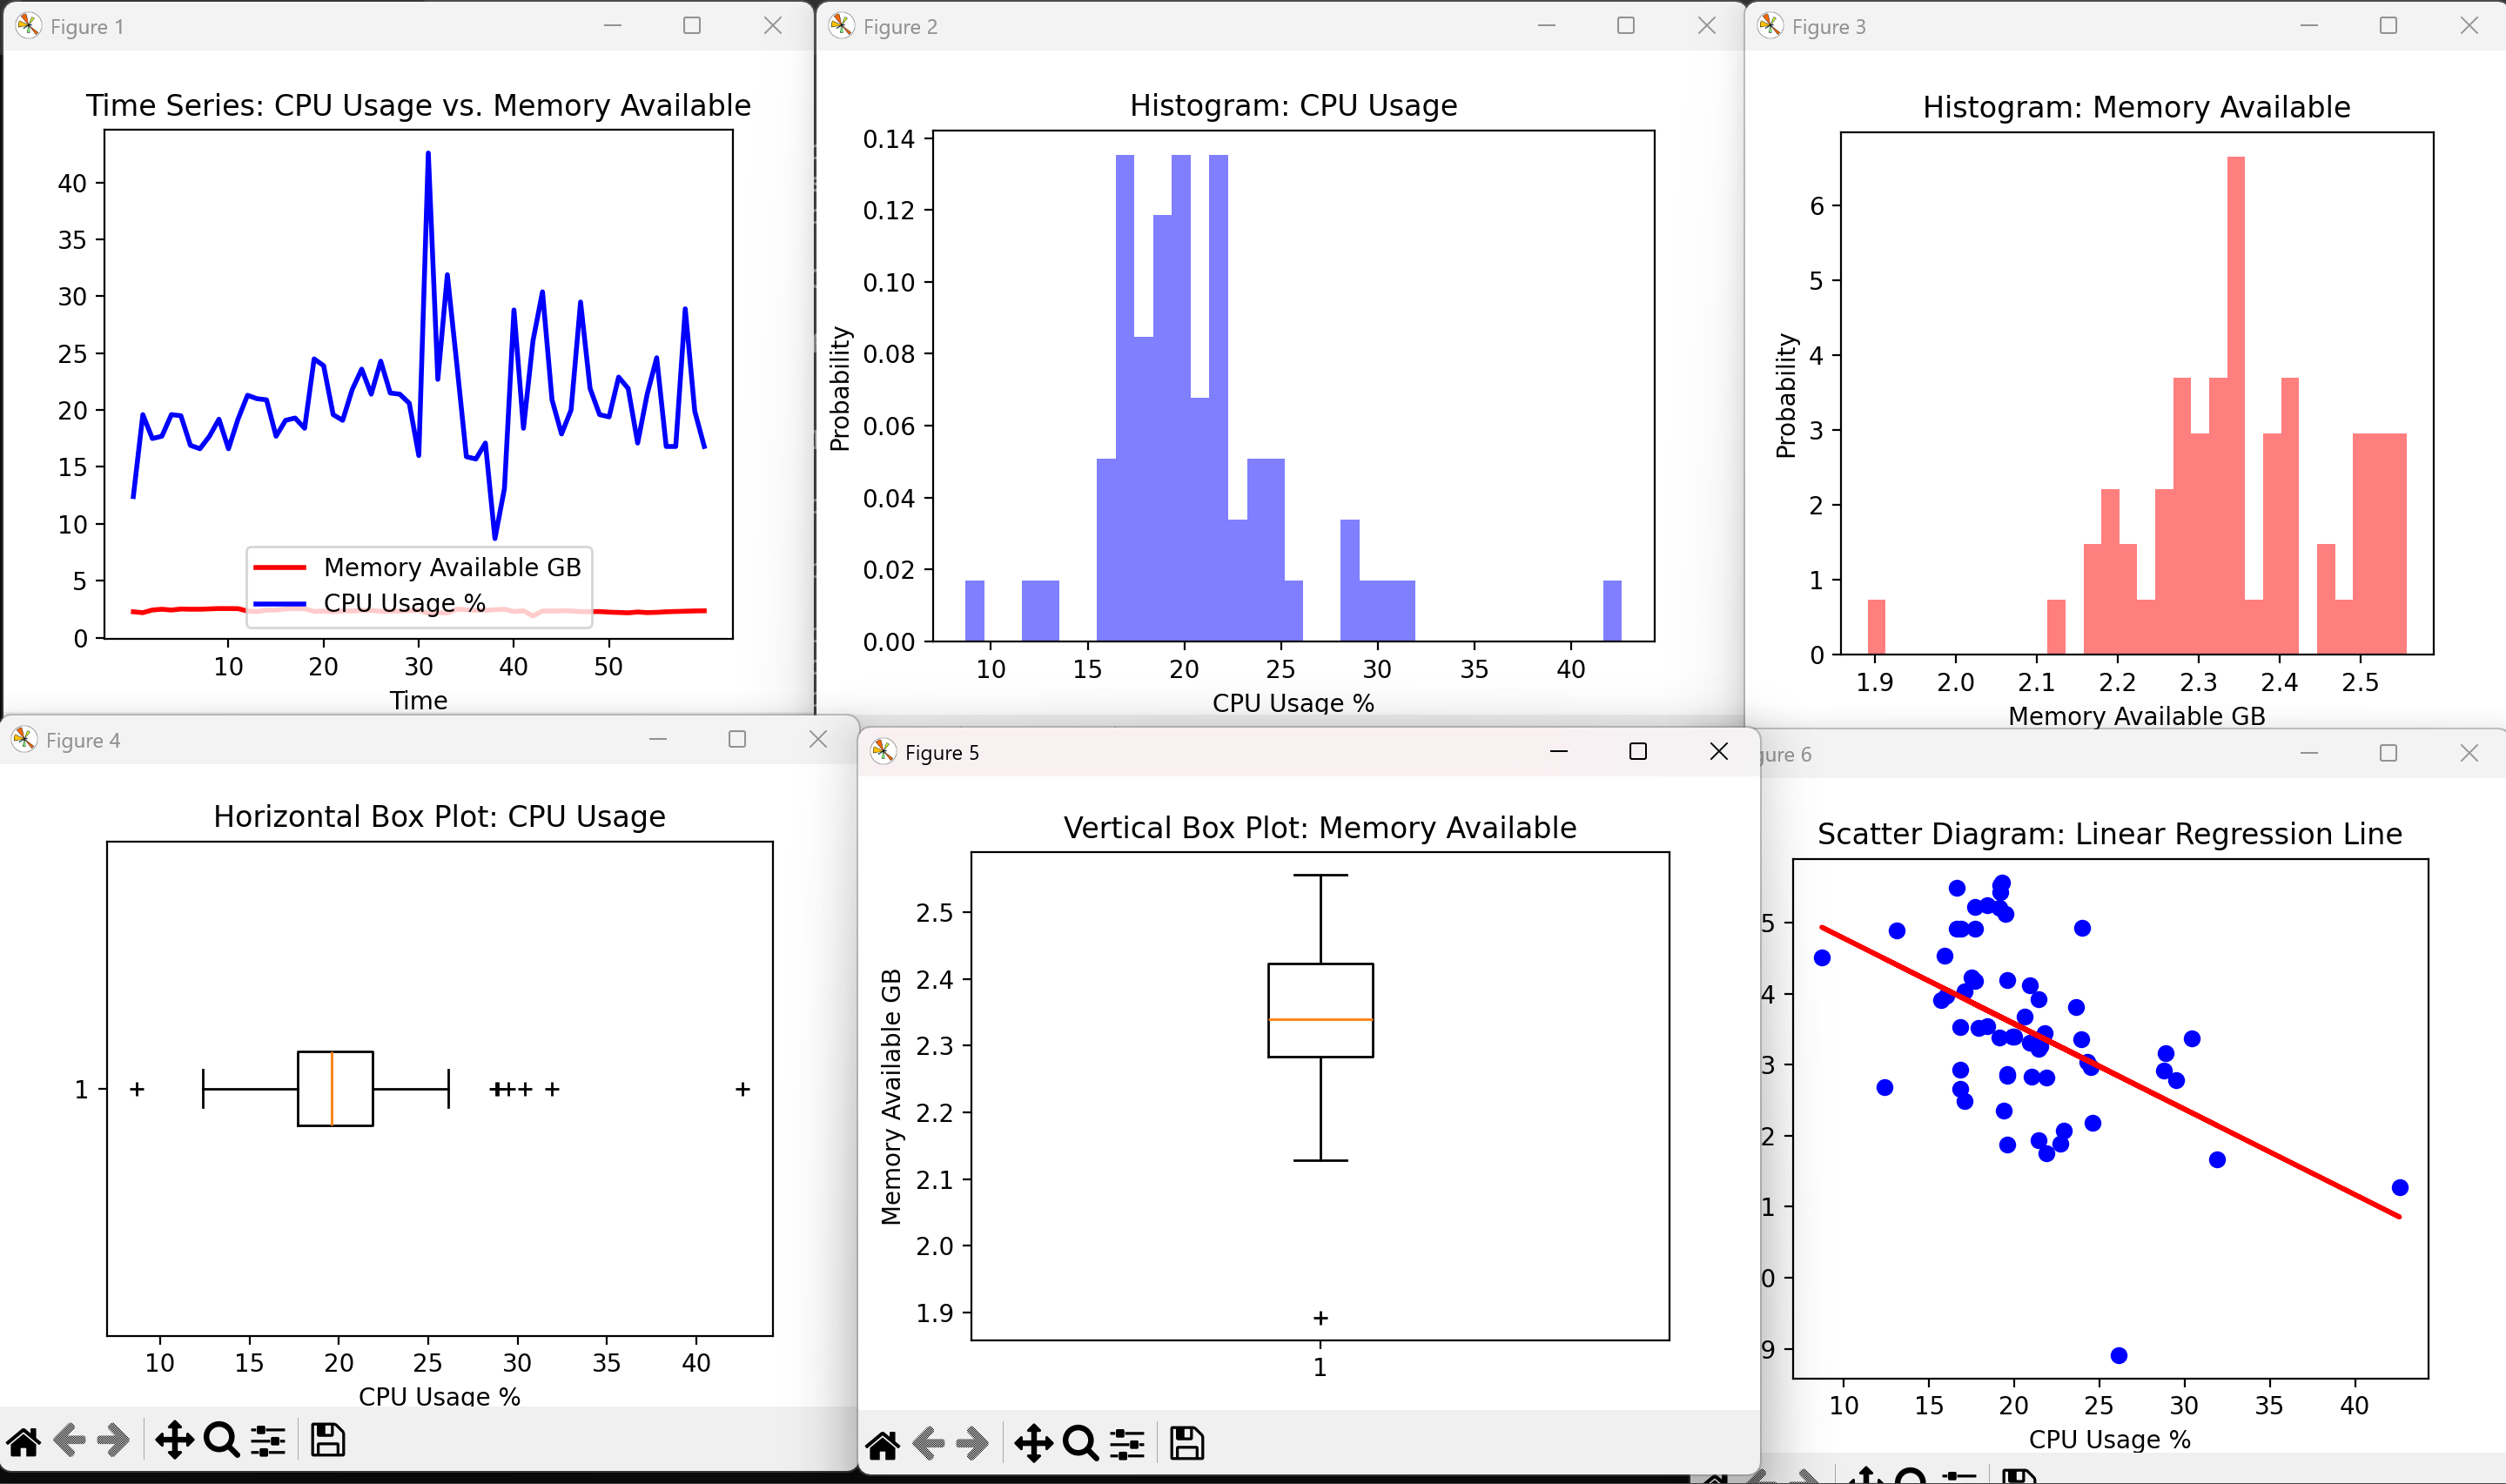 Figure 1
Time Series: CPU Usage vs. Memory Available
40
35
30
25
20
15
10
5
0
Memory Available GB
CPU Usage %
10 20 30 40 50
Time
Figure 2
Histogram: CPU Usage
0.14
0.12
0.10
0.08
0.06
0.04
0.02
0.00
Probability
10 15 20 25 30 35 40
CPU Usage %
Figure 3
Histogram: Memory Available
6
5
4
3
2
1
0
Probability
1.9 2.0 2.1 2.2 2.3 2.4 2.5
Memory Available GB
Figure 4
Horizontal Box Plot: CPU Usage
1
10 15 20 25 30 35 40
CPU Usage %
Figure 5
Vertical Box Plot: Memory Available
2.5
2.4
2.3
2.2
2.1
2.0
1.9
Memory Available GB
1
gure 6
Scatter Diagram: Linear Regression Line
5
4
3
2
1
0
9
10 15 20 25 30 35 40
CPU Usage %